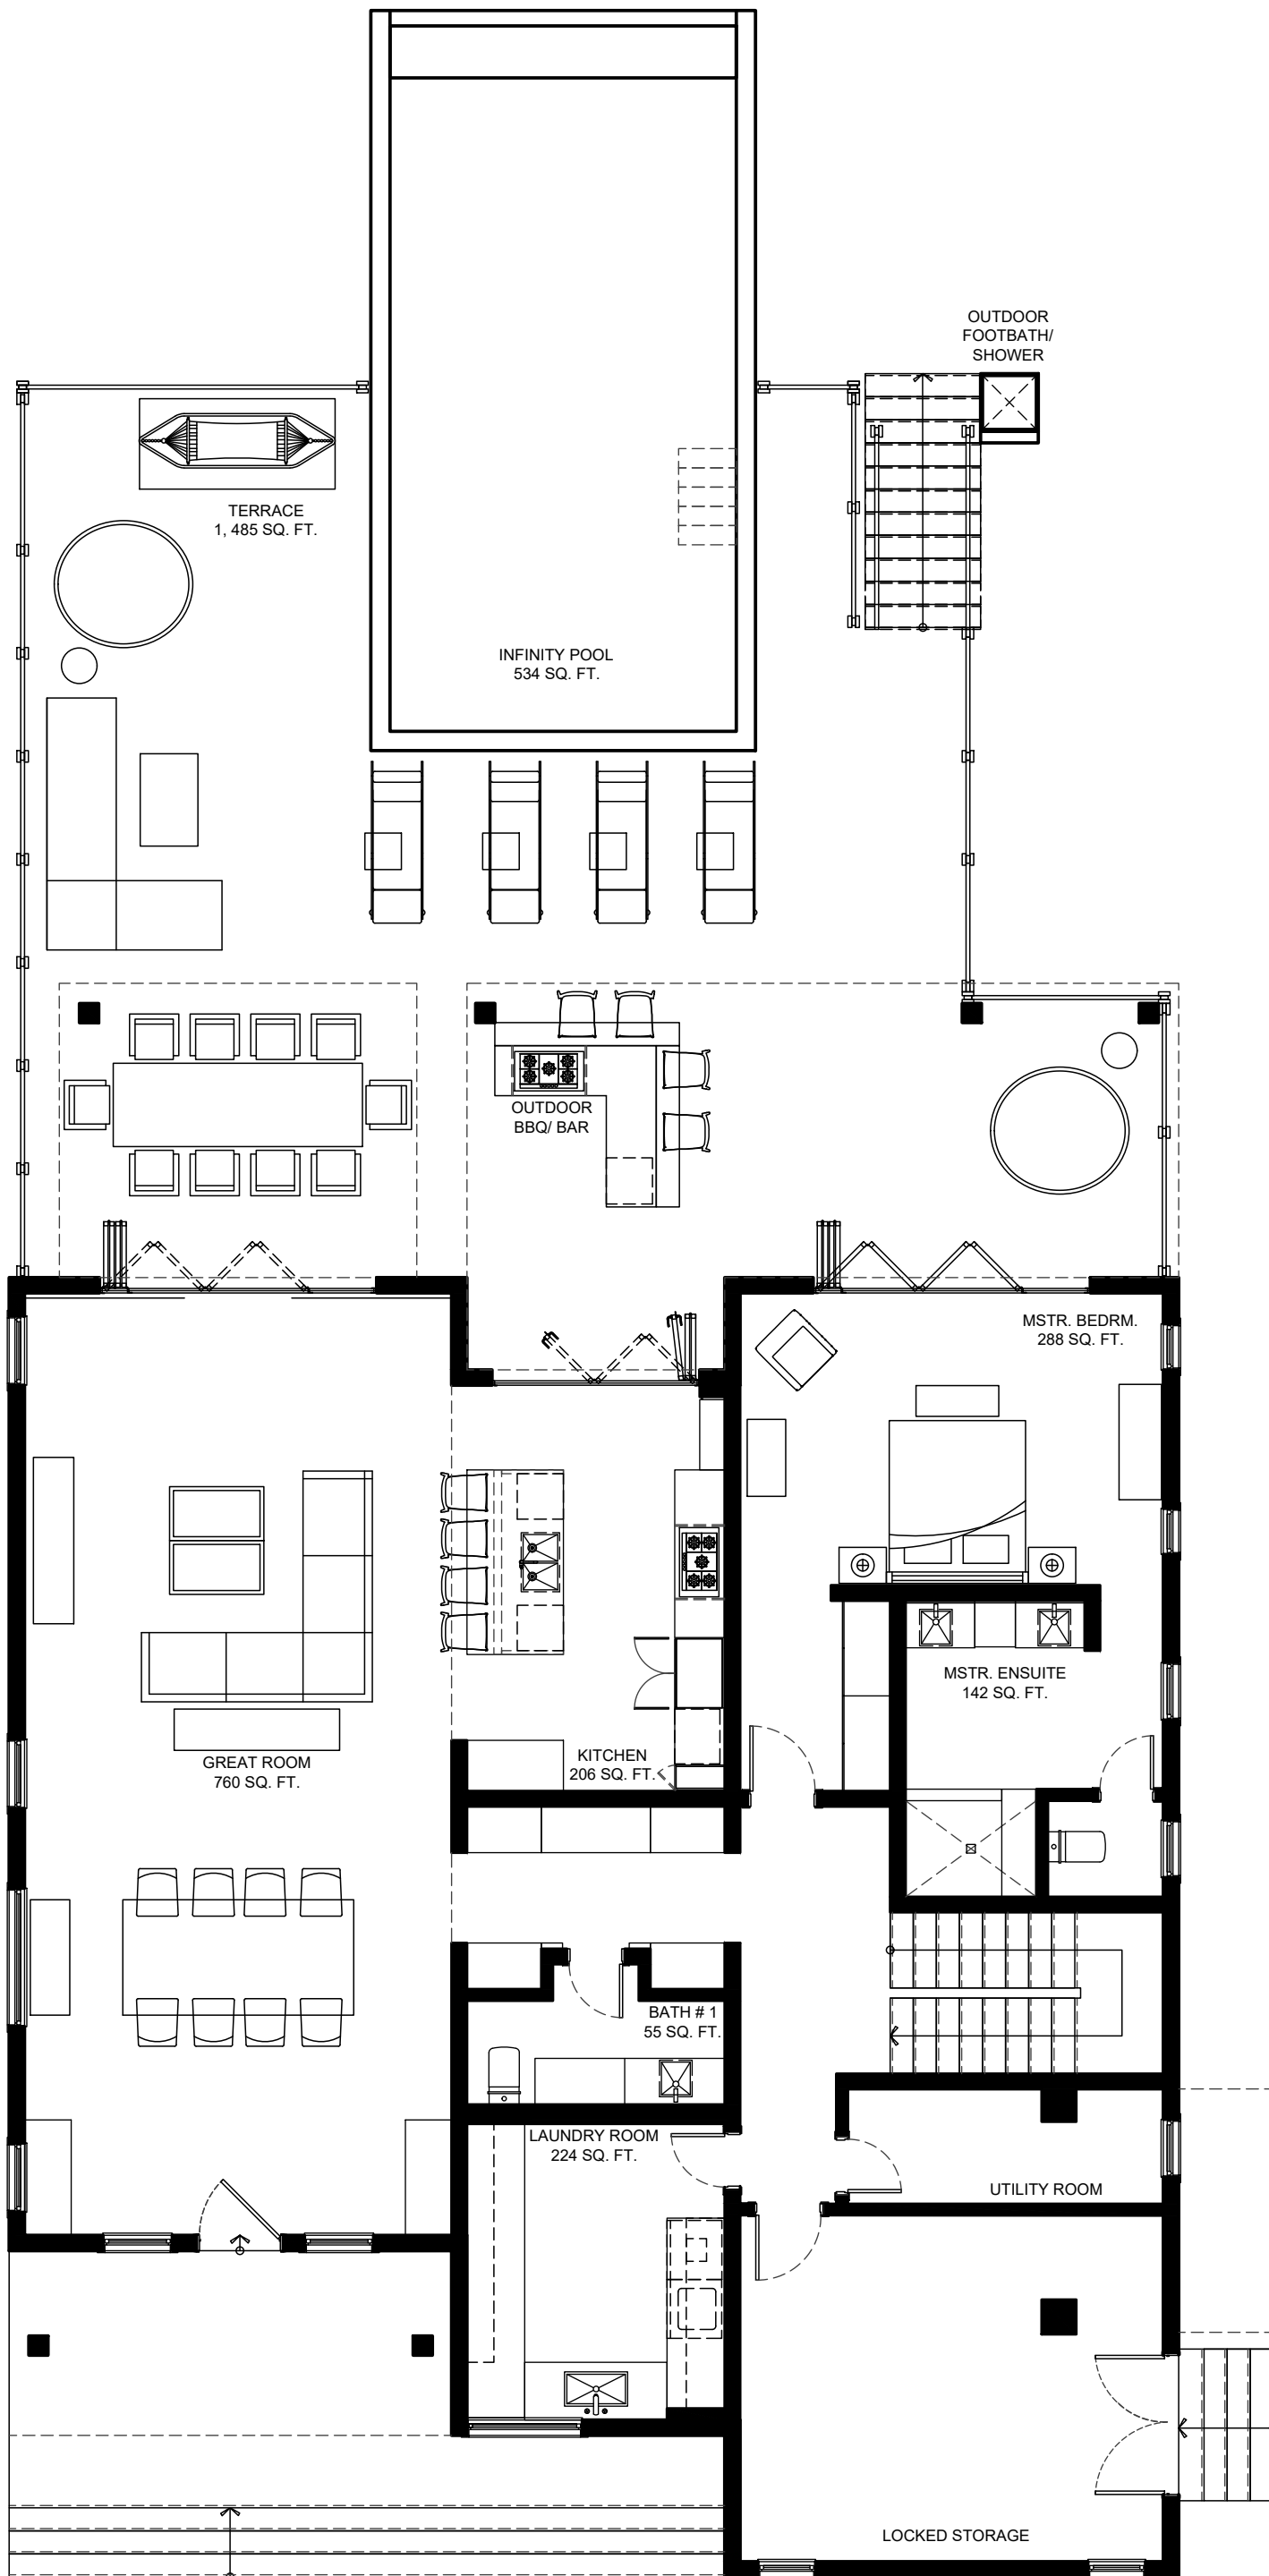 OUTDOOR
FOOTBATH/
SHOWER
TERRACE
1, 485 SQ. FT.
INFINITY POOL
534 SQ. FT.
OUTDOOR
BBQ/ BAR
MSTR. BEDRM.
288 SQ. FT.
MSTR. ENSUITE
142 SQ. FT.
KITCHEN
206 SQ. FT.
GREAT ROOM
760 SQ. FT.
BATH # 1
55 SQ. FT.
LAUNDRY ROOM
224 SQ. FT.
UTILITY ROOM
LOCKED STORAGE